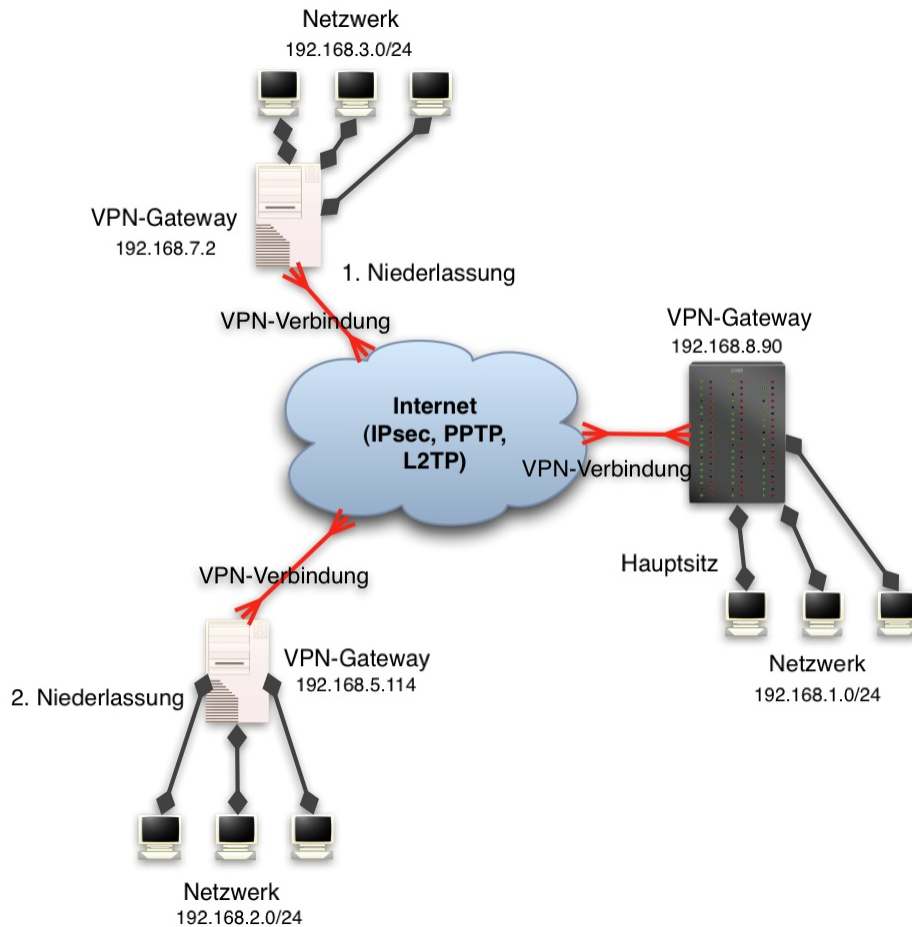 Netzwerk
192.168.3.0/24
VPN-Gateway
192.168.7.2
1. Niederlassung
VPN-Verbindung
VPN-Gateway
192.168.8.90
Internet
(IPsec, PPTP,
L2TP)
VPN-Verbindung
Hauptsitz
VPN-Verbindung
Netzwerk
192.168.1.0/24
VPN-Gateway
192.168.5.114
2. Niederlassung
Netzwerk
192.168.2.0/24